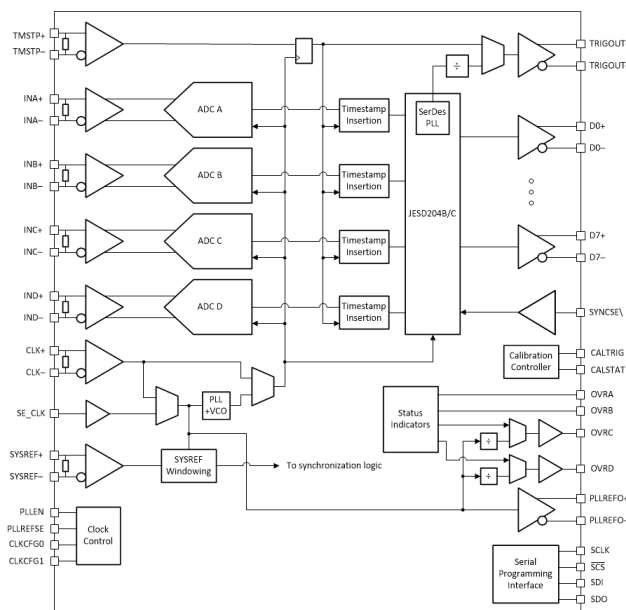 TMSTP+
TMSTP–
TRIGOUT+
TRIGOUT–
÷
INA+
INA–
ADC A
Timestamp
Insertion
SerDes
PLL
D0+
D0–
INB+
INB–
ADC B
Timestamp
Insertion
JESD204B/C
INC+
INC–
ADC C
Timestamp
Insertion
D7+
D7–
IND+
IND–
ADC D
Timestamp
Insertion
SYNCSE\
CLK+
CLK–
Calibration
Controller
CALTRIG
CALSTAT
SE_CLK
PLL
+VCO
Status
Indicators
OVRA
OVRB
÷
OVRC
÷
OVRD
SYSREF+
SYSREF–
SYSREF
Windowing
To synchronization logic
PLLREFO+
PLLREFO–
PLLEN
PLLREFSE
CLKCFG0
CLKCFG1
Clock
Control
Serial
Programming
Interface
SCLK
SCS
SDI
SDO